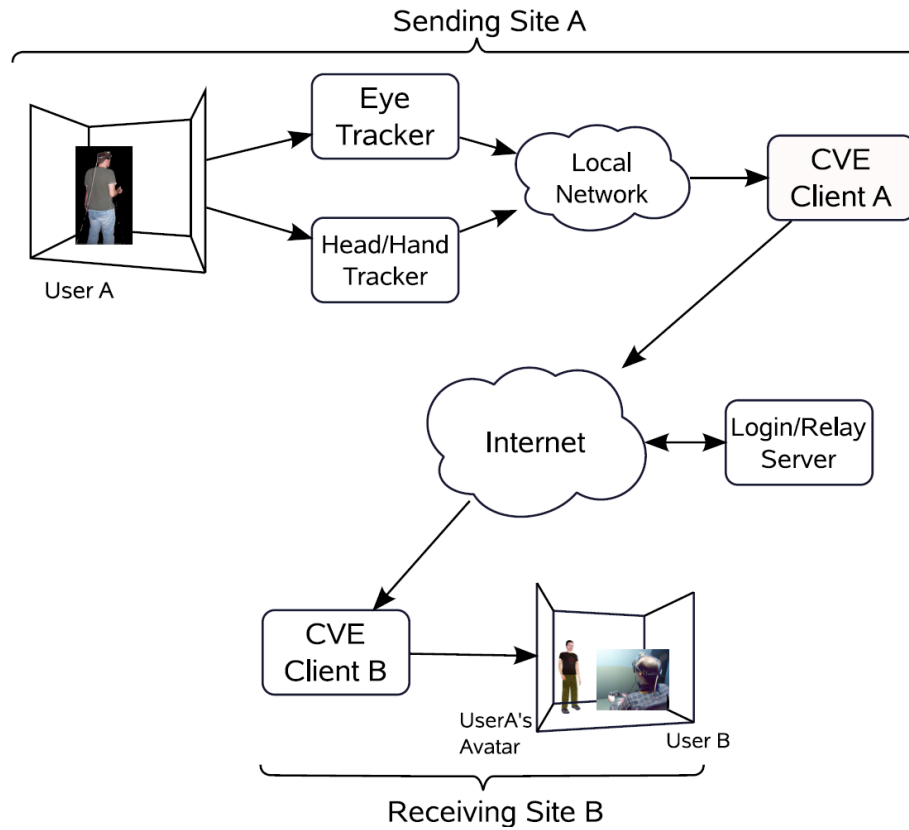 Sending Site A
Eye
Tracker
Local
Network
CVE
Client A
Head/Hand
Tracker
User A
Internet
Login/Relay
Server
CVE
Client B
UserA's
Avatar
User B
Receiving Site B